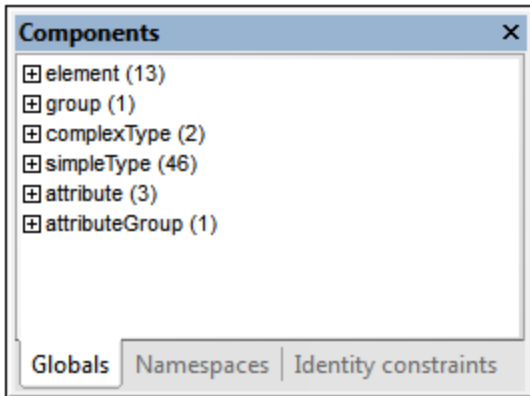 Components
element (13)
group (1)
complexType (2)
simpleType (46)
attribute (3)
attributeGroup (1)
Globals Namespaces Identity constraints